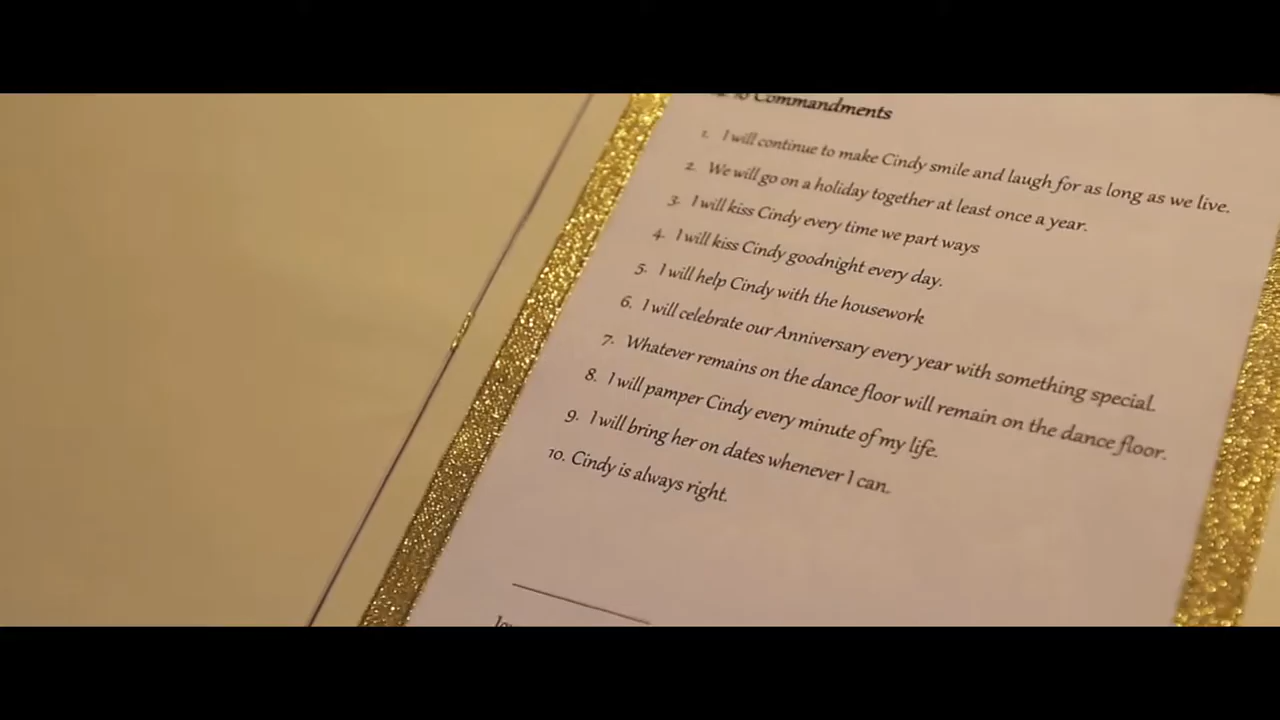 10 Commandments
1. I will continue to make Cindy smile and laugh for as long as we live.
2. We will go on a holiday together at least once a year.
3. I will kiss Cindy every time we part ways
4. I will kiss Cindy goodnight every day.
5. I will help Cindy with the housework
6. I will celebrate our Anniversary every year with something special.
7. Whatever remains on the dance floor will remain on the dance floor.
8. I will pamper Cindy every minute of my life.
9. I will bring her on dates whenever I can.
10. Cindy is always right.